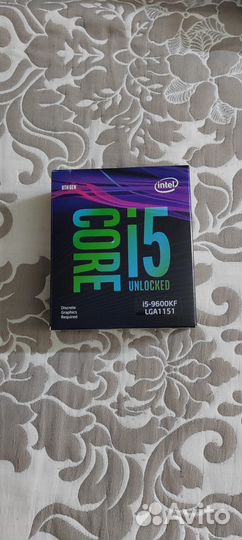 9TH GEN
intel
CORE
i5
UNLOCKED
Discrete
Graphics
Required
i5-9600KF
LGA1151
Avito